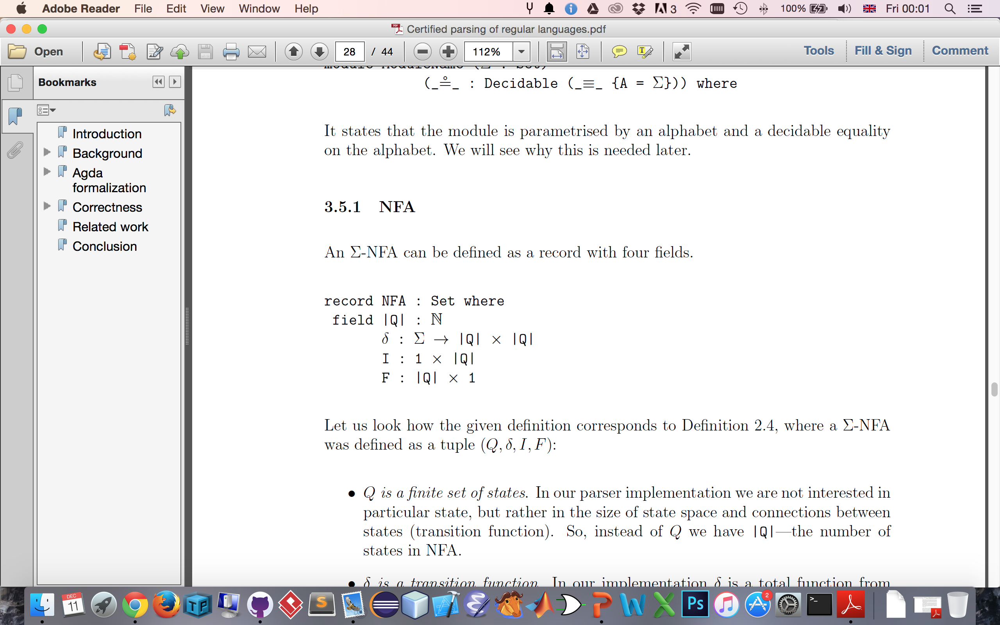 Adobe Reader File Edit View Window Help 3 100% Fri 00:01
Certified parsing of regular languages.pdf
Open 28 / 44 112% Tools Fill & Sign Comment
Bookmarks
Introduction
Background
Agda
formalization
Correctness
Related work
Conclusion
(_≟_ : Decidable (_≡_ {A = Σ})) where
It states that the module is parametrised by an alphabet and a decidable equality
on the alphabet. We will see why this is needed later.
3.5.1 NFA
An Σ-NFA can be defined as a record with four fields.
record NFA : Set where
field |Q| : ℕ
δ : Σ → |Q| × |Q|
I : 1 × |Q|
F : |Q| × 1
Let us look how the given definition corresponds to Definition 2.4, where a Σ-NFA
was defined as a tuple (Q, δ, I, F):
• Q is a finite set of states. In our parser implementation we are not interested in
particular state, but rather in the size of state space and connections between
states (transition function). So, instead of Q we have |Q|—the number of
states in NFA.
• δ is a transition function. In our implementation δ is a total function from
DEC
11
TP
S
P
W
X
Ps
2
>_